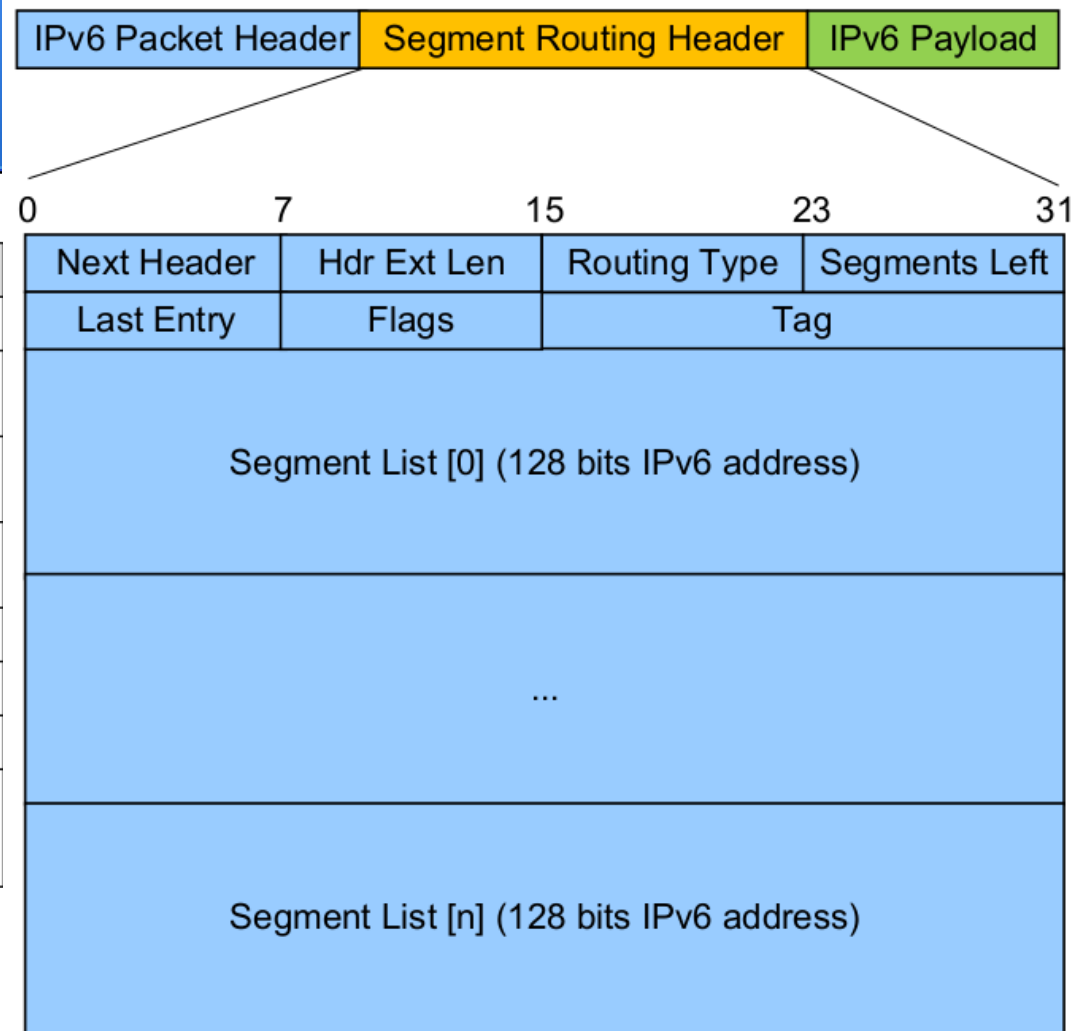 IPv6 Packet Header Segment Routing Header IPv6 Payload
0 7 15 23 31
Next Header Hdr Ext Len Routing Type Segments Left
Last Entry Flags Tag
Segment List [0] (128 bits IPv6 address)
...
Segment List [n] (128 bits IPv6 address)